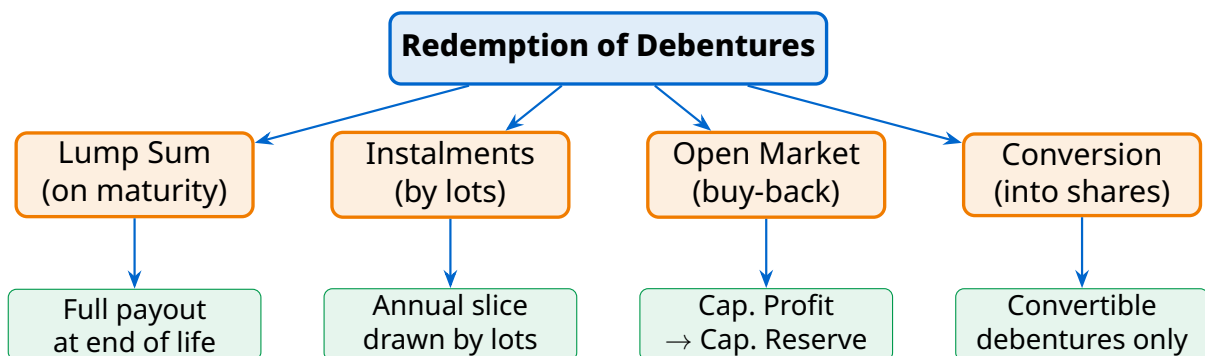 Redemption of Debentures
Lump Sum
(on maturity)
Instalments
(by lots)
Open Market
(buy-back)
Conversion
(into shares)
Full payout
at end of life
Annual slice
drawn by lots
Cap. Profit
→ Cap. Reserve
Convertible
debentures only